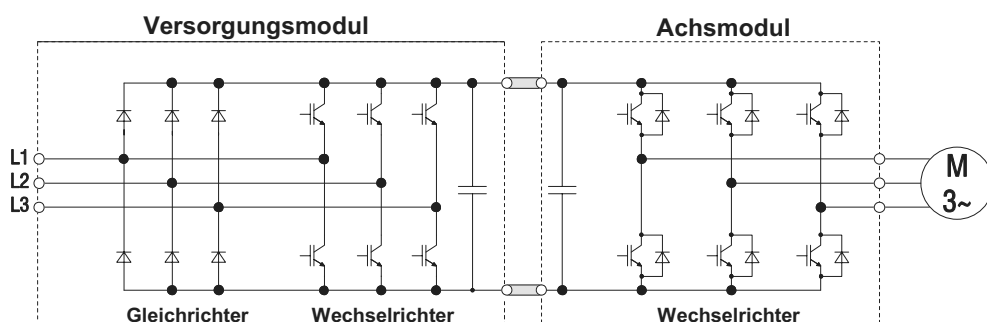 Versorgungsmodul
Achsmodul
L1
L2
L3
M
3~
Gleichrichter
Wechselrichter
Wechselrichter